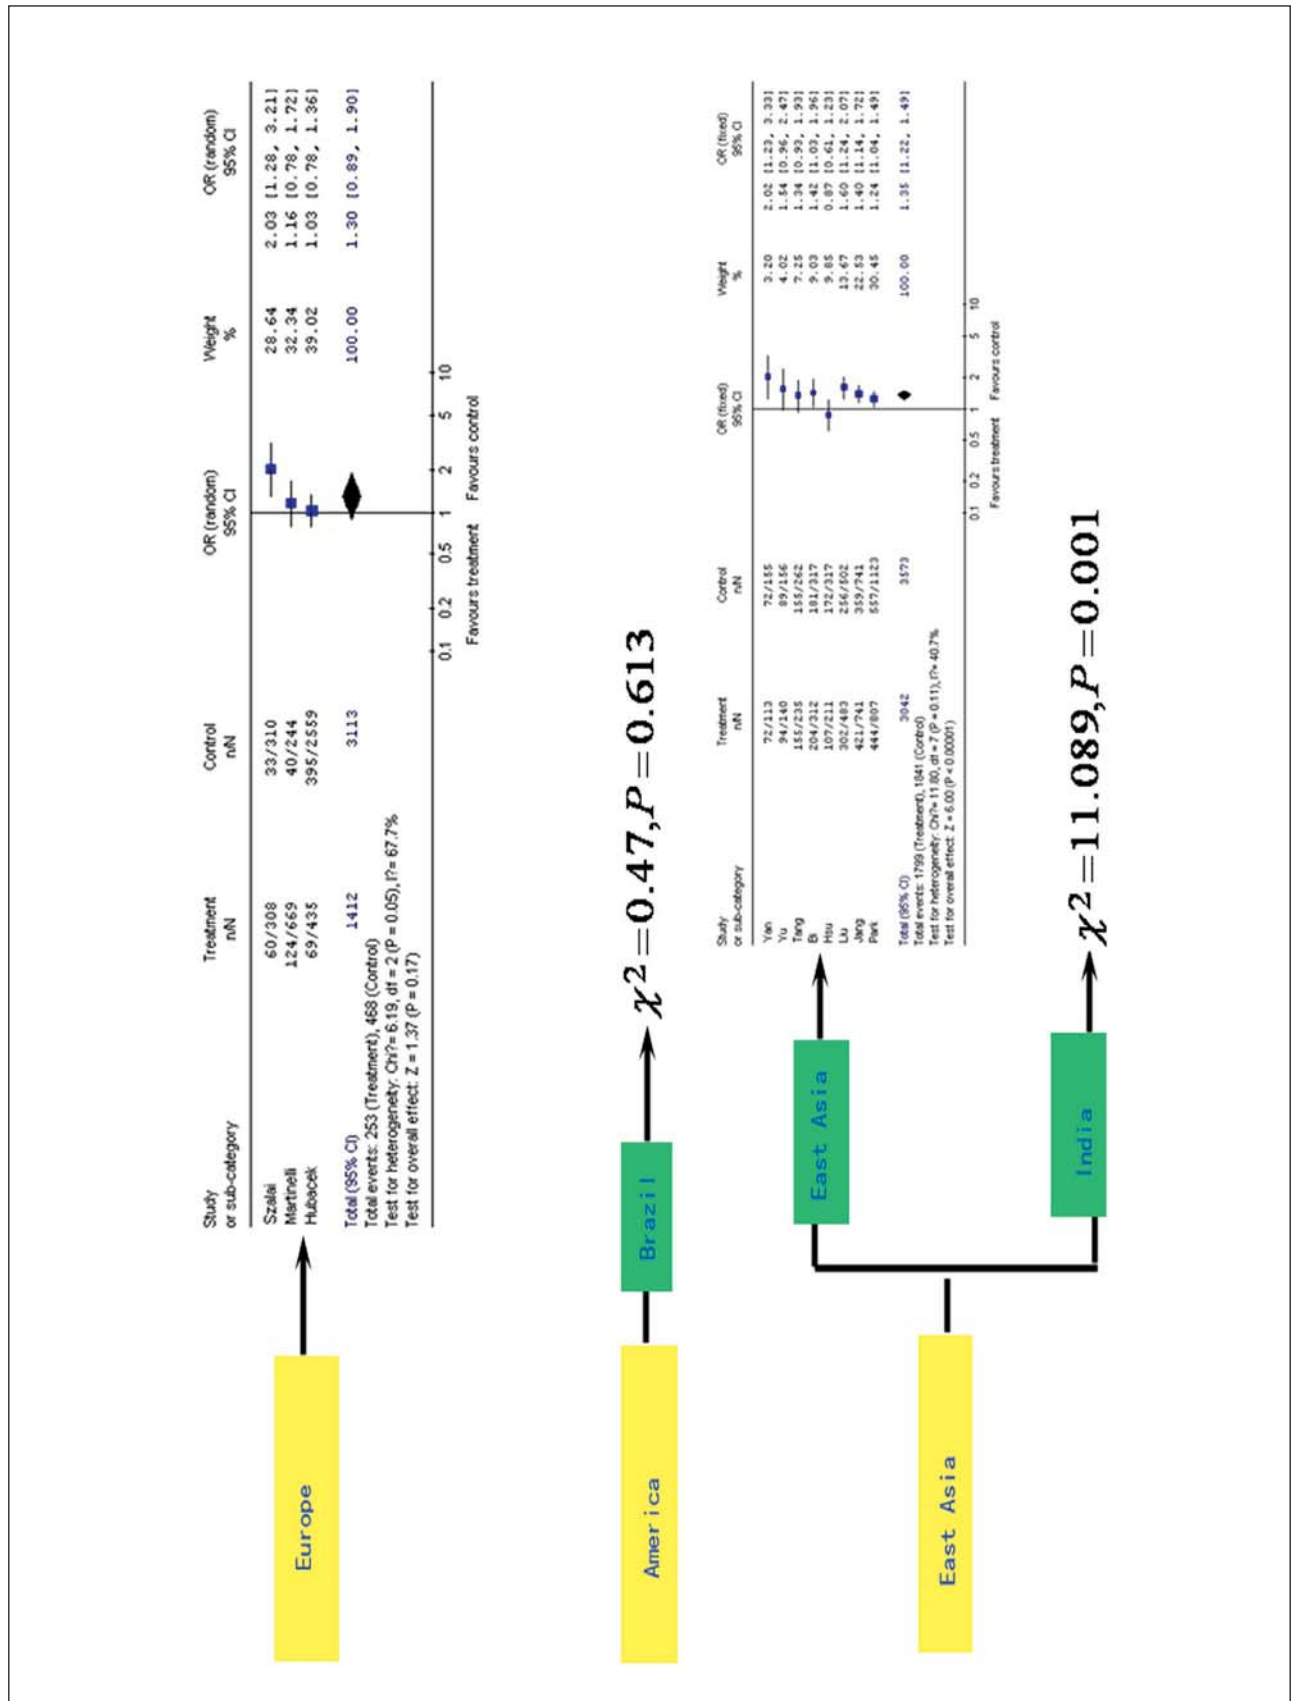 Europe
Study
or sub-category
Treatment
n/N
Control
n/N
OR (random)
95% CI
Weight
%
OR (random)
95% CI
Szalai 60/308 33/310 28.64 2.03 [1.28, 3.21]
Martinelli 124/669 40/244 32.34 1.16 [0.78, 1.72]
Hubacek 69/435 395/2559 39.02 1.03 [0.78, 1.36]
Total (95% CI) 1412 3113 100.00 1.30 [0.89, 1.90]
Total events: 253 (Treatment), 468 (Control)
Test for heterogeneity: Chi?= 6.19, df = 2 (P = 0.05), I?= 67.7%
Test for overall effect: Z = 1.37 (P = 0.17)
0.1 0.2 0.5 1 2 5 10
Favours treatment Favours control
America
Brazil
χ²=0.47,P=0.613
East Asia
East Asia
Study
or sub-category
Treatment
n/N
Control
n/N
OR (fixed)
95% CI
Weight
%
OR (fixed)
95% CI
Yan 72/113 72/155 3.20 2.02 [1.23, 3.33]
Yu 94/140 89/156 4.02 1.54 [0.96, 2.47]
Tang 155/235 155/262 7.25 1.34 [0.93, 1.93]
Bi 204/312 181/317 9.03 1.42 [1.03, 1.96]
Hsu 107/211 172/317 9.85 0.87 [0.61, 1.23]
Liu 302/483 256/502 13.67 1.60 [1.24, 2.07]
Jang 421/741 359/741 22.53 1.40 [1.14, 1.72]
Park 444/807 557/1123 30.45 1.24 [1.04, 1.49]
Total (95% CI) 3042 3573 100.00 1.35 [1.22, 1.49]
Total events: 1799 (Treatment), 1841 (Control)
Test for heterogeneity: Chi?= 11.80, df = 7 (P = 0.11), I?= 40.7%
Test for overall effect: Z = 6.00 (P < 0.00001)
0.1 0.2 0.5 1 2 5 10
Favours treatment Favours control
India
χ²=11.089,P=0.001